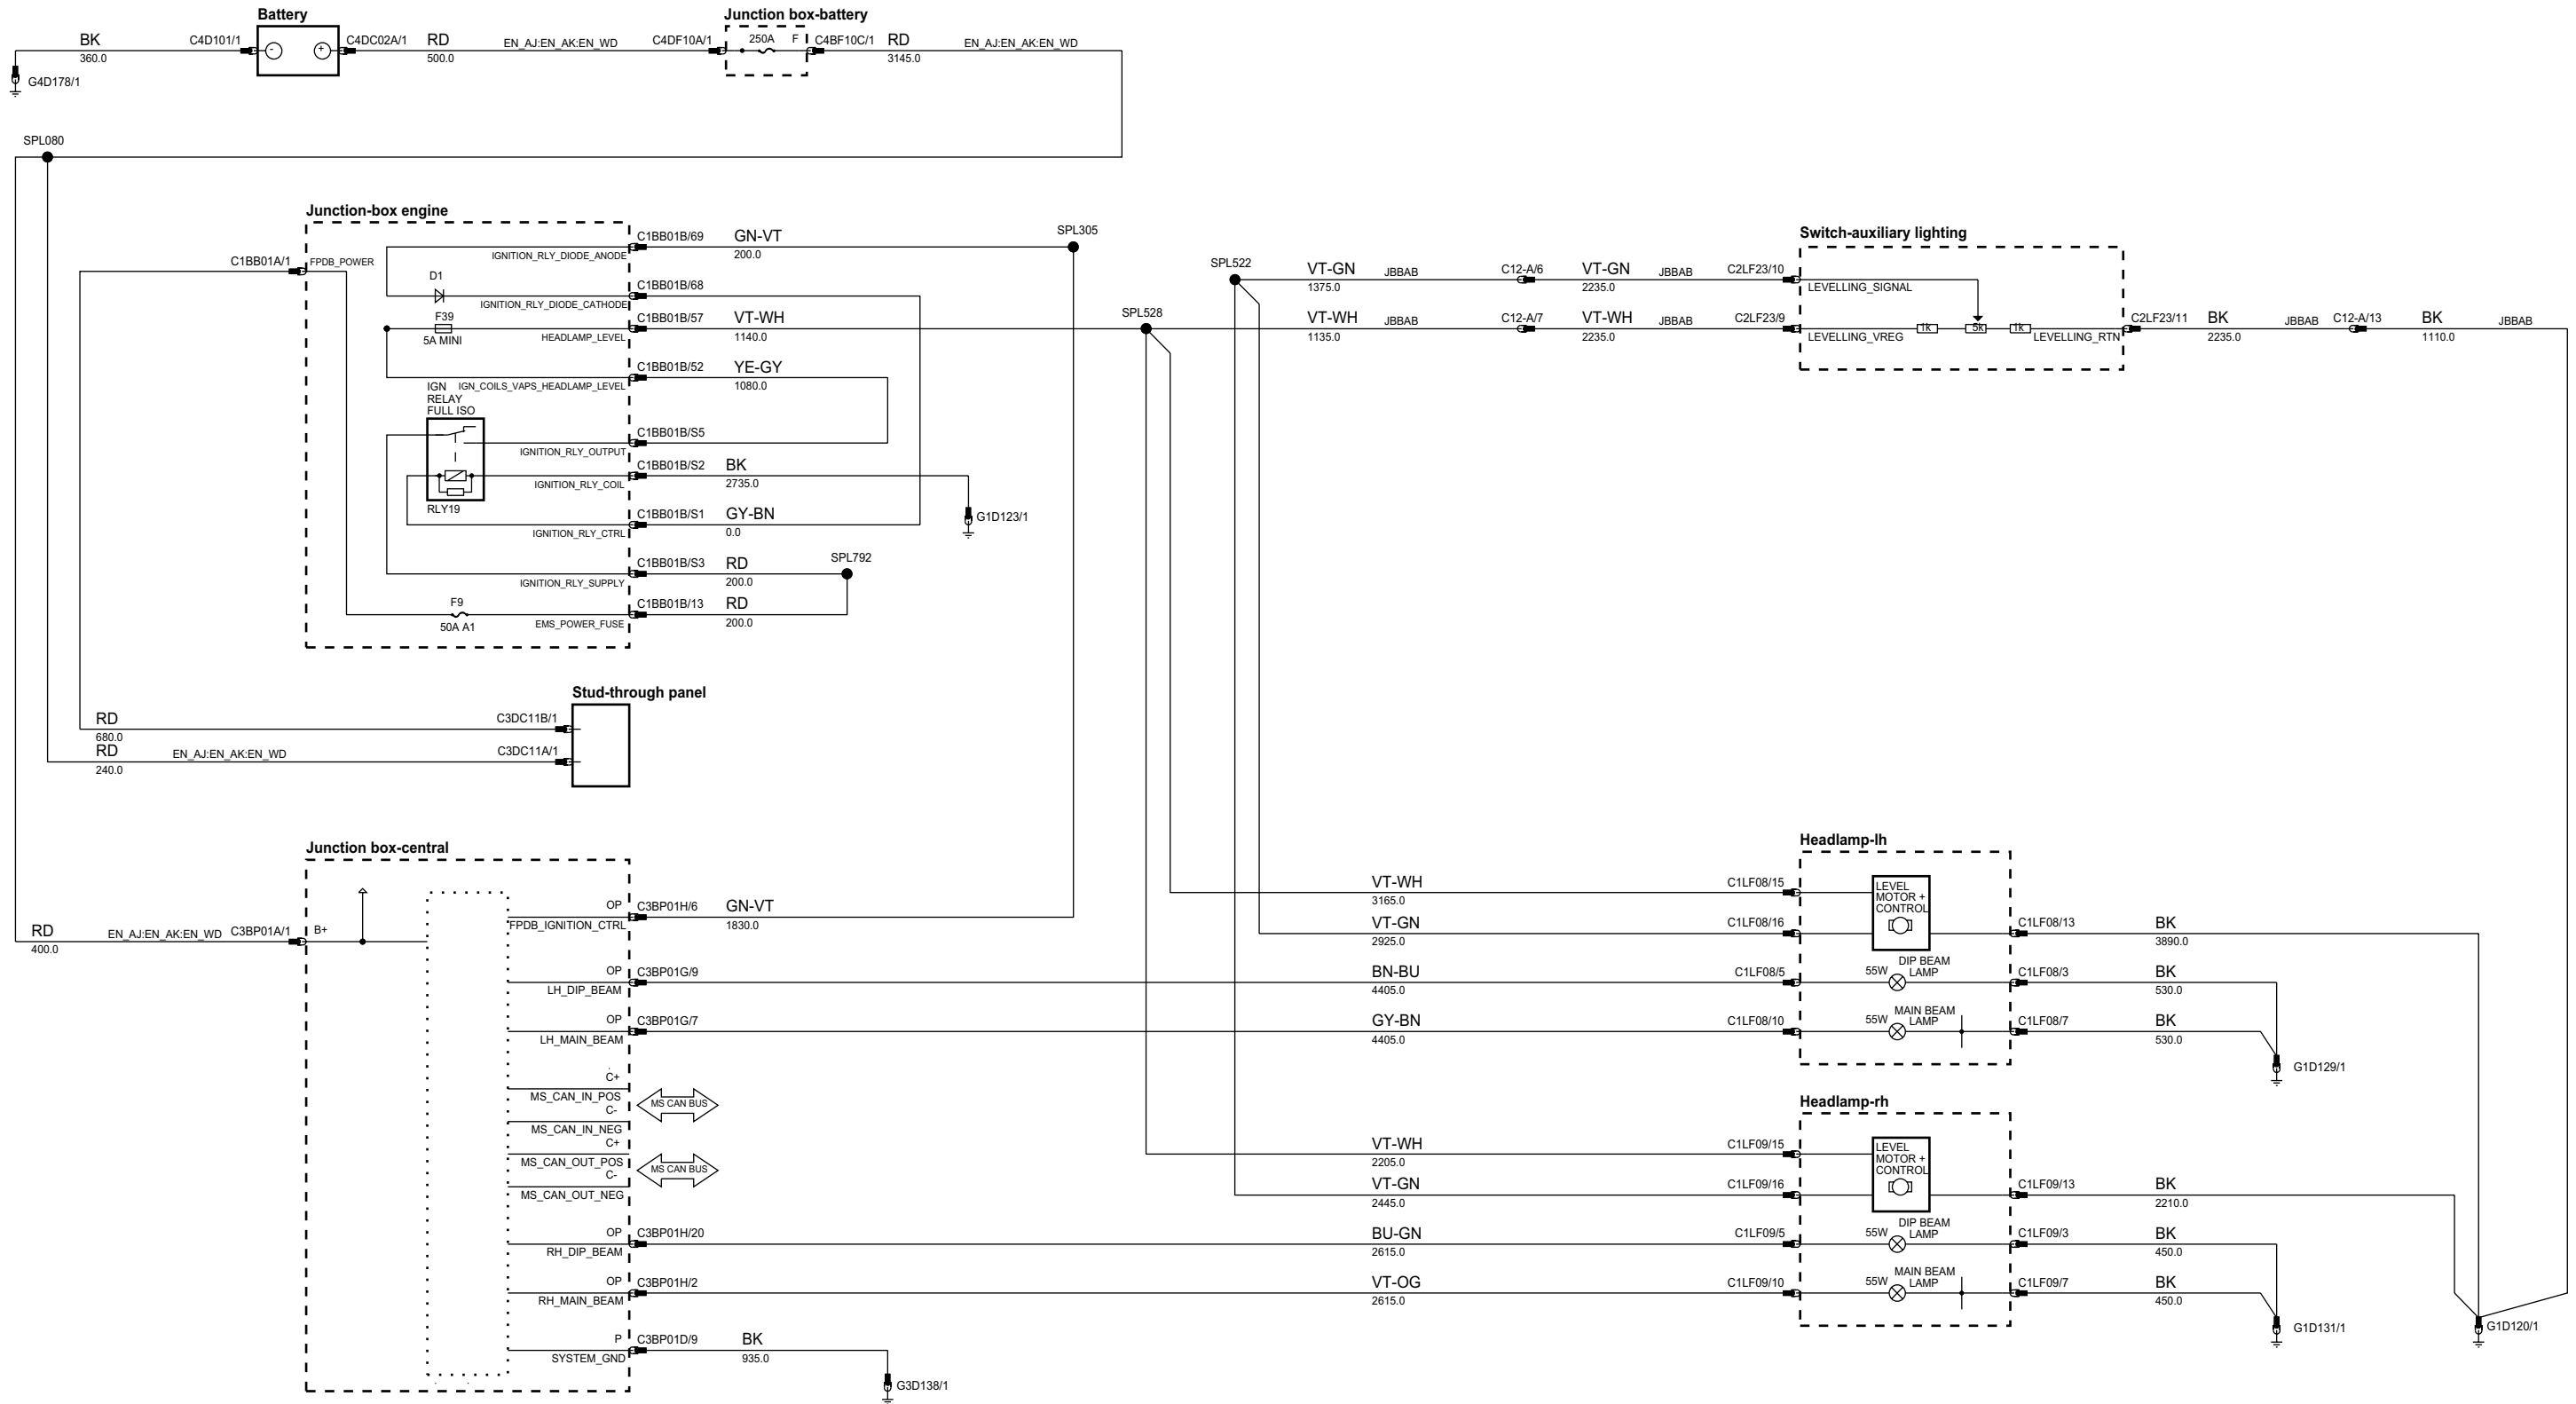 Battery
Junction box-battery
BK
360.0
C4D101/1
-
+
C4DC02A/1
RD
500.0
EN_AJ:EN_AK:EN_WD
C4DF10A/1
250A
F
C4BF10C/1
RD
3145.0
EN_AJ:EN_AK:EN_WD
G4D178/1
SPL080
Junction-box engine
C1BB01A/1
FPDB_POWER
C1BB01B/69
GN-VT
200.0
IGNITION_RLY_DIODE_ANODE
SPL305
D1
C1BB01B/68
IGNITION_RLY_DIODE_CATHODE
F39
5A MINI
C1BB01B/57
VT-WH
1140.0
HEADLAMP_LEVEL
SPL528
C1BB01B/52
YE-GY
1080.0
IGN_COILS_VAPS_HEADLAMP_LEVEL
IGN
RELAY
FULL ISO
C1BB01B/S5
IGNITION_RLY_OUTPUT
C1BB01B/S2
BK
2735.0
IGNITION_RLY_COIL
RLY19
G1D123/1
C1BB01B/S1
GY-BN
0.0
IGNITION_RLY_CTRL
C1BB01B/S3
RD
200.0
IGNITION_RLY_SUPPLY
SPL792
F9
50A A1
C1BB01B/13
RD
200.0
EMS_POWER_FUSE
SPL522
VT-GN
1375.0
JBBAB
C12-A/6
VT-GN
2235.0
JBBAB
C2LF23/10
VT-WH
1135.0
JBBAB
C12-A/7
VT-WH
2235.0
JBBAB
C2LF23/9
Switch-auxiliary lighting
LEVELLING_SIGNAL
LEVELLING_VREG
1k
5k
1k
LEVELLING_RTN
C2LF23/11
BK
2235.0
JBBAB
C12-A/13
BK
1110.0
JBBAB
Stud-through panel
RD
680.0
C3DC11B/1
RD
240.0
EN_AJ:EN_AK:EN_WD
C3DC11A/1
Junction box-central
RD
400.0
EN_AJ:EN_AK:EN_WD
C3BP01A/1
B+
OP
C3BP01H/6
GN-VT
1830.0
FPDB_IGNITION_CTRL
OP
C3BP01G/9
LH_DIP_BEAM
OP
C3BP01G/7
LH_MAIN_BEAM
C+
MS_CAN_IN_POS
C-
MS CAN BUS
MS_CAN_IN_NEG
C+
MS_CAN_OUT_POS
C-
MS CAN BUS
MS_CAN_OUT_NEG
OP
C3BP01H/20
RH_DIP_BEAM
OP
C3BP01H/2
RH_MAIN_BEAM
P
C3BP01D/9
BK
935.0
SYSTEM_GND
G3D138/1
Headlamp-lh
VT-WH
3165.0
C1LF08/15
LEVEL
MOTOR +
CONTROL
VT-GN
2925.0
C1LF08/16
C1LF08/13
BK
3890.0
BN-BU
4405.0
C1LF08/5
55W
DIP BEAM
LAMP
C1LF08/3
BK
530.0
GY-BN
4405.0
C1LF08/10
55W
MAIN BEAM
LAMP
C1LF08/7
BK
530.0
G1D129/1
Headlamp-rh
VT-WH
2205.0
C1LF09/15
LEVEL
MOTOR +
CONTROL
VT-GN
2445.0
C1LF09/16
C1LF09/13
BK
2210.0
BU-GN
2615.0
C1LF09/5
55W
DIP BEAM
LAMP
C1LF09/3
BK
450.0
VT-OG
2615.0
C1LF09/10
55W
MAIN BEAM
LAMP
C1LF09/7
BK
450.0
G1D131/1
G1D120/1